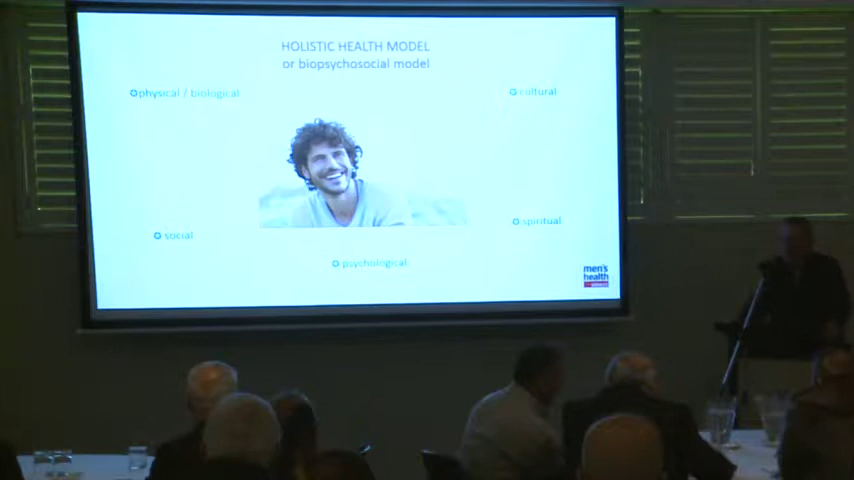 HOLISTIC HEALTH MODEL
or biopsychosocial model
physical / biological
cultural
social
spiritual
psychological
men's
health